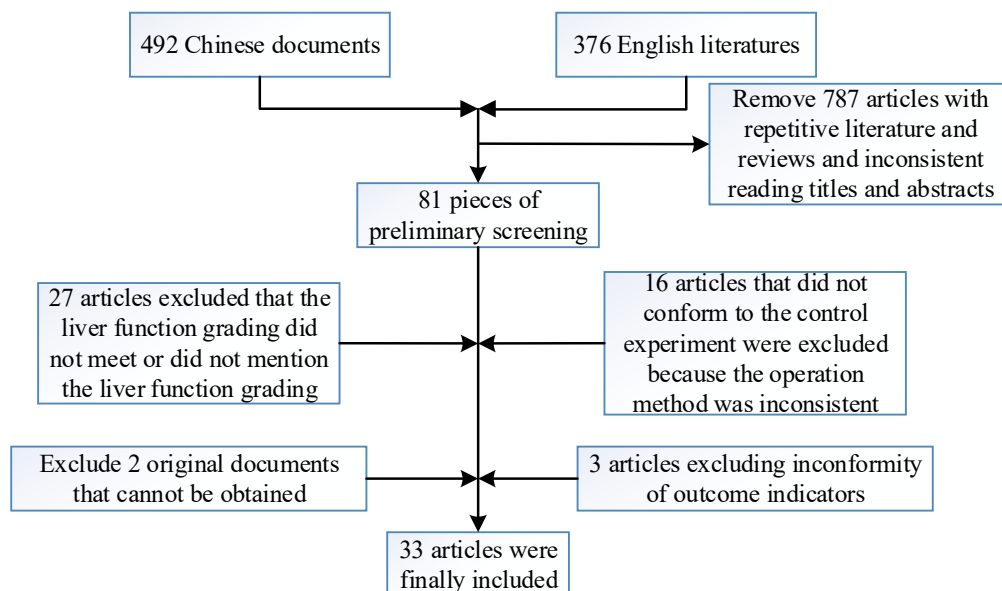 492 Chinese documents
376 English literatures
Remove 787 articles with
repetitive literature and
reviews and inconsistent
reading titles and abstracts
81 pieces of
preliminary screening
27 articles excluded that the
liver function grading did
not meet or did not mention
the liver function grading
16 articles that did not
conform to the control
experiment were excluded
because the operation
method was inconsistent
Exclude 2 original documents
that cannot be obtained
3 articles excluding inconformity
of outcome indicators
33 articles were
finally included